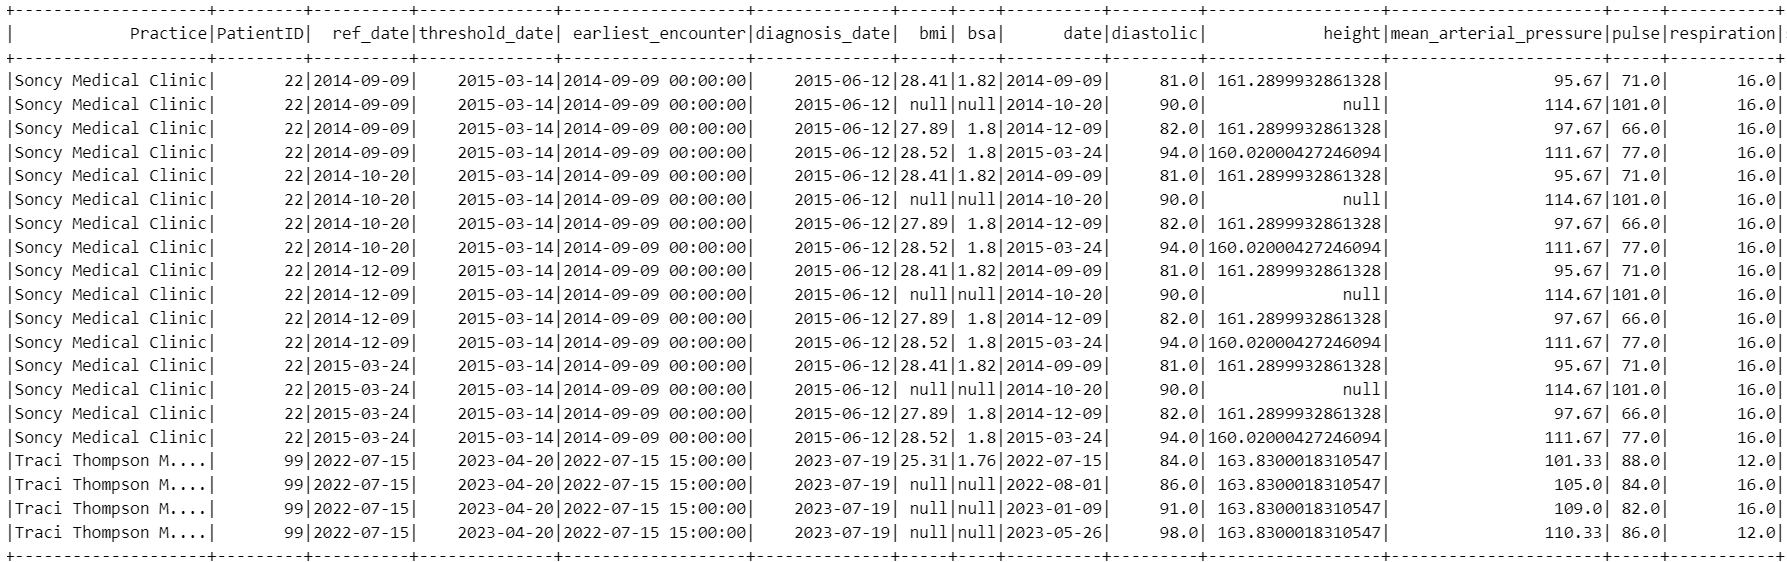 +-----------------+---------+----------+--------------+-------------------+--------------+-----+----+----------+---------+------------------+----------------------+-----+-----------+
|         Practice|PatientID|  ref_date|threshold_date| earliest_encounter|diagnosis_date|  bmi| bsa|      date|diastolic|            height|mean_arterial_pressure|pulse|respiration|
+-----------------+---------+----------+--------------+-------------------+--------------+-----+----+----------+---------+------------------+----------------------+-----+-----------+
|Soncy Medical Clinic| 22|2014-09-09| 2015-03-14|2014-09-09 00:00:00| 2015-06-12|28.41|1.82|2014-09-09| 81.0| 161.2899932861328| 95.67| 71.0| 16.0|
|Soncy Medical Clinic| 22|2014-09-09| 2015-03-14|2014-09-09 00:00:00| 2015-06-12| null|null|2014-10-20| 90.0| null| 114.67|101.0| 16.0|
|Soncy Medical Clinic| 22|2014-09-09| 2015-03-14|2014-09-09 00:00:00| 2015-06-12|27.89| 1.8|2014-12-09| 82.0| 161.2899932861328| 97.67| 66.0| 16.0|
|Soncy Medical Clinic| 22|2014-09-09| 2015-03-14|2014-09-09 00:00:00| 2015-06-12|28.52| 1.8|2015-03-24| 94.0|160.02000427246094| 111.67| 77.0| 16.0|
|Soncy Medical Clinic| 22|2014-10-20| 2015-03-14|2014-09-09 00:00:00| 2015-06-12|28.41|1.82|2014-09-09| 81.0| 161.2899932861328| 95.67| 71.0| 16.0|
|Soncy Medical Clinic| 22|2014-10-20| 2015-03-14|2014-09-09 00:00:00| 2015-06-12| null|null|2014-10-20| 90.0| null| 114.67|101.0| 16.0|
|Soncy Medical Clinic| 22|2014-10-20| 2015-03-14|2014-09-09 00:00:00| 2015-06-12|27.89| 1.8|2014-12-09| 82.0| 161.2899932861328| 97.67| 66.0| 16.0|
|Soncy Medical Clinic| 22|2014-10-20| 2015-03-14|2014-09-09 00:00:00| 2015-06-12|28.52| 1.8|2015-03-24| 94.0|160.02000427246094| 111.67| 77.0| 16.0|
|Soncy Medical Clinic| 22|2014-12-09| 2015-03-14|2014-09-09 00:00:00| 2015-06-12|28.41|1.82|2014-09-09| 81.0| 161.2899932861328| 95.67| 71.0| 16.0|
|Soncy Medical Clinic| 22|2014-12-09| 2015-03-14|2014-09-09 00:00:00| 2015-06-12| null|null|2014-10-20| 90.0| null| 114.67|101.0| 16.0|
|Soncy Medical Clinic| 22|2014-12-09| 2015-03-14|2014-09-09 00:00:00| 2015-06-12|27.89| 1.8|2014-12-09| 82.0| 161.2899932861328| 97.67| 66.0| 16.0|
|Soncy Medical Clinic| 22|2014-12-09| 2015-03-14|2014-09-09 00:00:00| 2015-06-12|28.52| 1.8|2015-03-24| 94.0|160.02000427246094| 111.67| 77.0| 16.0|
|Soncy Medical Clinic| 22|2015-03-24| 2015-03-14|2014-09-09 00:00:00| 2015-06-12|28.41|1.82|2014-09-09| 81.0| 161.2899932861328| 95.67| 71.0| 16.0|
|Soncy Medical Clinic| 22|2015-03-24| 2015-03-14|2014-09-09 00:00:00| 2015-06-12| null|null|2014-10-20| 90.0| null| 114.67|101.0| 16.0|
|Soncy Medical Clinic| 22|2015-03-24| 2015-03-14|2014-09-09 00:00:00| 2015-06-12|27.89| 1.8|2014-12-09| 82.0| 161.2899932861328| 97.67| 66.0| 16.0|
|Soncy Medical Clinic| 22|2015-03-24| 2015-03-14|2014-09-09 00:00:00| 2015-06-12|28.52| 1.8|2015-03-24| 94.0|160.02000427246094| 111.67| 77.0| 16.0|
|Traci Thompson M....| 99|2022-07-15| 2023-04-20|2022-07-15 15:00:00| 2023-07-19|25.31|1.76|2022-07-15| 84.0| 163.8300018310547| 101.33| 88.0| 12.0|
|Traci Thompson M....| 99|2022-07-15| 2023-04-20|2022-07-15 15:00:00| 2023-07-19| null|null|2022-08-01| 86.0| 163.8300018310547| 105.0| 84.0| 16.0|
|Traci Thompson M....| 99|2022-07-15| 2023-04-20|2022-07-15 15:00:00| 2023-07-19| null|null|2023-01-09| 91.0| 163.8300018310547| 109.0| 82.0| 16.0|
|Traci Thompson M....| 99|2022-07-15| 2023-04-20|2022-07-15 15:00:00| 2023-07-19| null|null|2023-05-26| 98.0| 163.8300018310547| 110.33| 86.0| 12.0|
+-----------------+---------+----------+--------------+-------------------+--------------+-----+----+----------+---------+------------------+----------------------+-----+-----------+